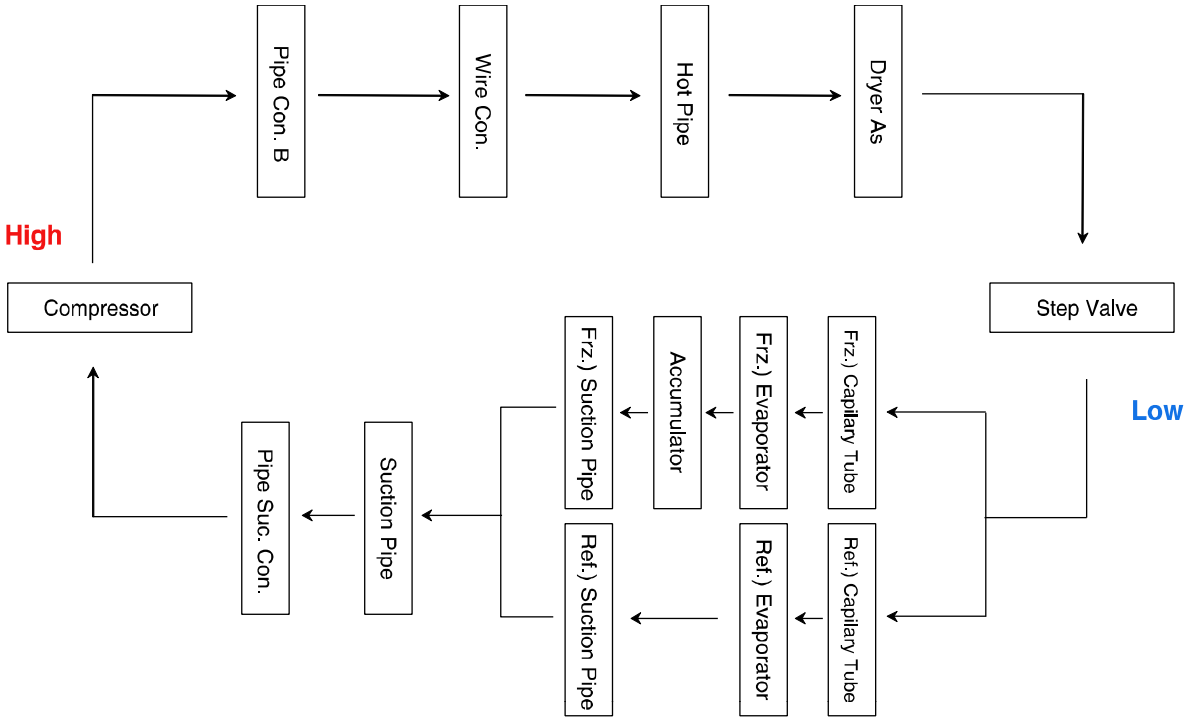 Pipe Con. B
Wire Con.
Hot Pipe
Dryer As
High
Compressor
Step Valve
Low
Frz.) Suction Pipe
Accumulator
Frz.) Evaporator
Frz.) Capilary Tube
Pipe Suc. Con.
Suction Pipe
Ref.) Suction Pipe
Ref.) Evaporator
Ref.) Capilary Tube